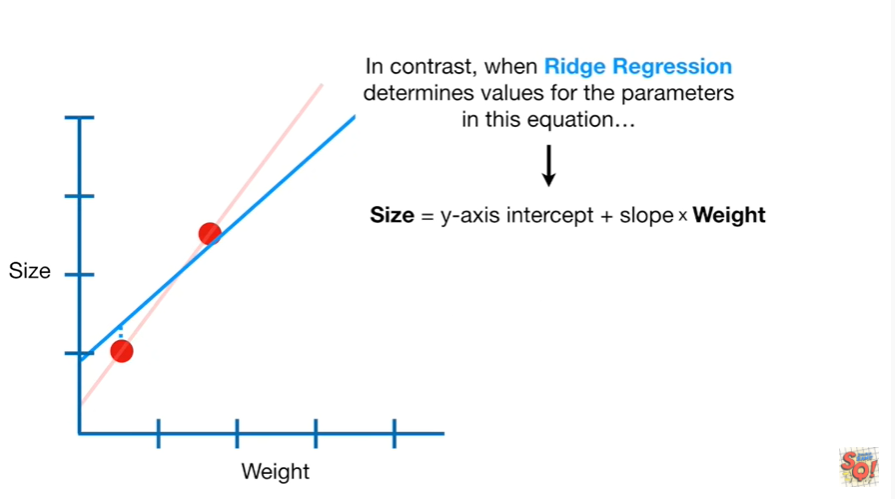 In contrast, when Ridge Regression
determines values for the parameters
in this equation...
Size = y-axis intercept + slope x Weight
Size
Weight
SQ!